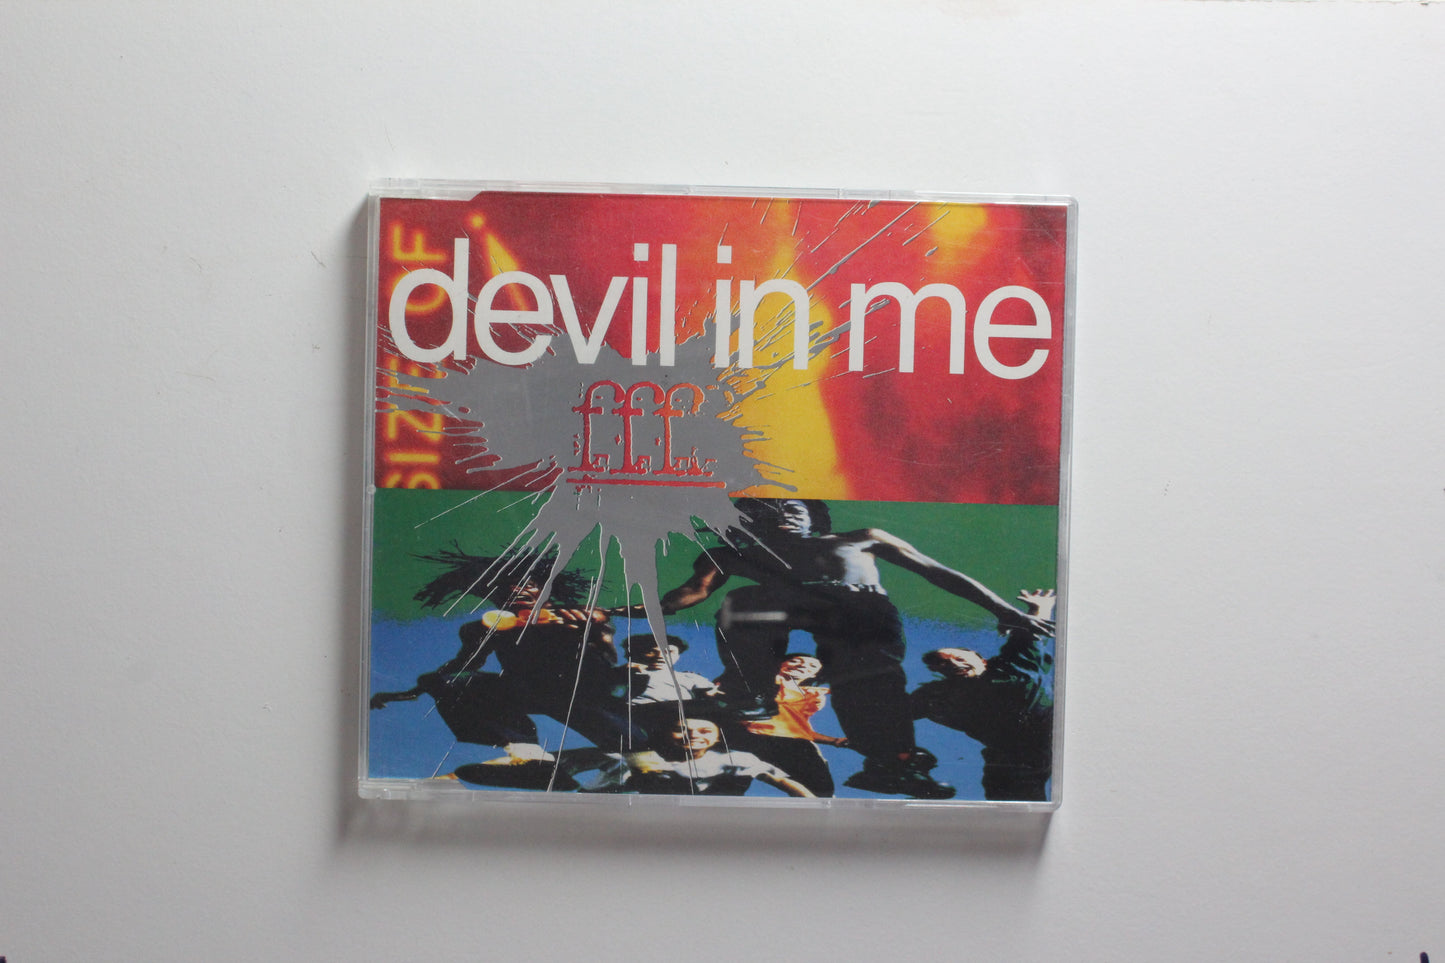 devil in me
f.f.f.
SIZE OF